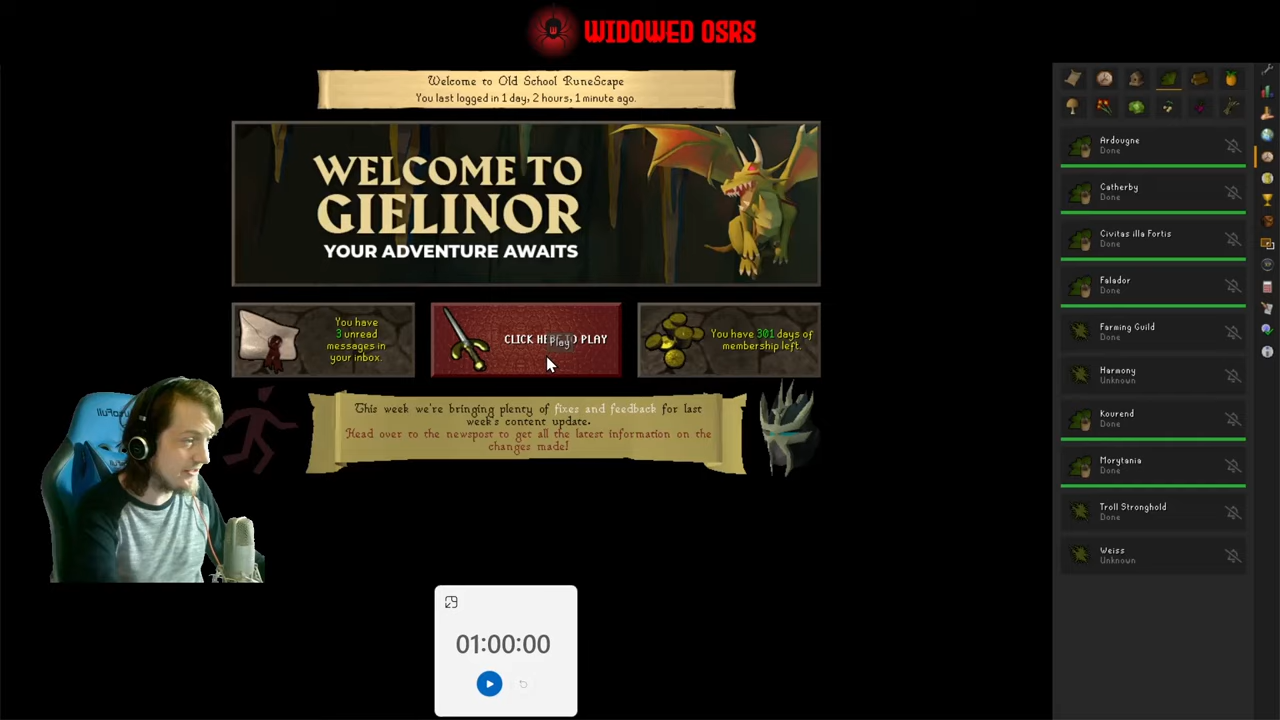 WIDOWED OSRS
Welcome to Old School RuneScape
You last logged in 1 day, 2 hours, 1 minute ago.
WELCOME TO
GIELINOR
YOUR ADVENTURE AWAITS
You have
3 unread
messages in
your inbox.
CLICK HERE TO PLAY
Play
You have 301 days of
membership left.
This week we're bringing plenty of fixes and feedback for last
week's content update.
Head over to the newspost to get all the latest information on the
changes made!
01:00:00
Ardougne
Done
Catherby
Done
Civitas illa Fortis
Done
Falador
Done
Farming Guild
Done
Harmony
Unknown
Kourend
Done
Morytania
Done
Troll Stronghold
Done
Weiss
Unknown